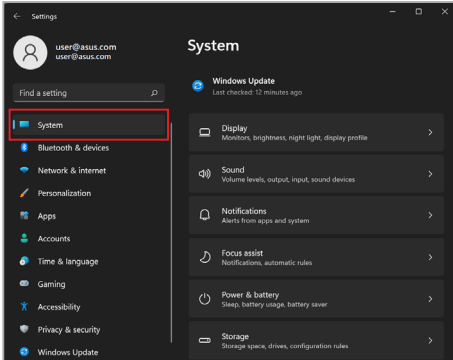 Settings
user@asus.com
user@asus.com
Find a setting
System
Bluetooth & devices
Network & internet
Personalization
Apps
Accounts
Time & language
Gaming
Accessibility
Privacy & security
Windows Update
System
Windows Update
Last checked: 12 minutes ago
Display
Monitors, brightness, night light, display profile
Sound
Volume levels, output, input, sound devices
Notifications
Alerts from apps and system
Focus assist
Notifications, automatic rules
Power & battery
Sleep, battery usage, battery saver
Storage
Storage space, drives, configuration rules